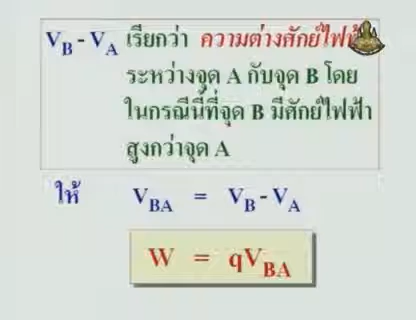 V_B - V_A เรียกว่า ความต่างศักย์ไฟฟ้า
ระหว่างจุด A กับจุด B โดย
ในกรณีนี้ที่จุด B มีศักย์ไฟฟ้า
สูงกว่าจุด A
ให้ V_BA = V_B - V_A
W = qV_BA